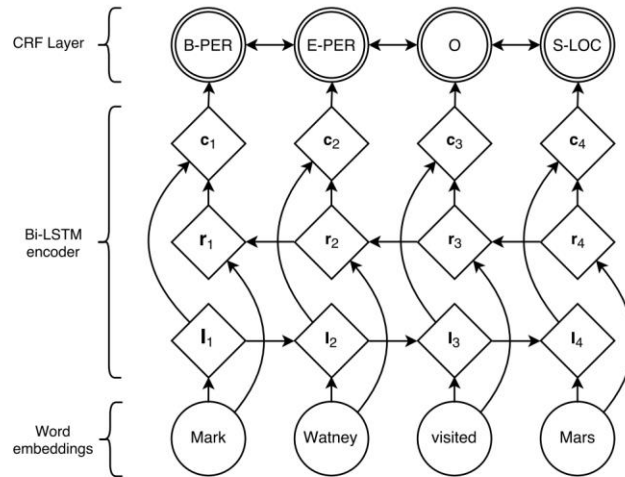 CRF Layer
B-PER E-PER O S-LOC
c1 c2 c3 c4
Bi-LSTM
encoder
r1 r2 r3 r4
l1 l2 l3 l4
Word
embeddings
Mark Watney visited Mars